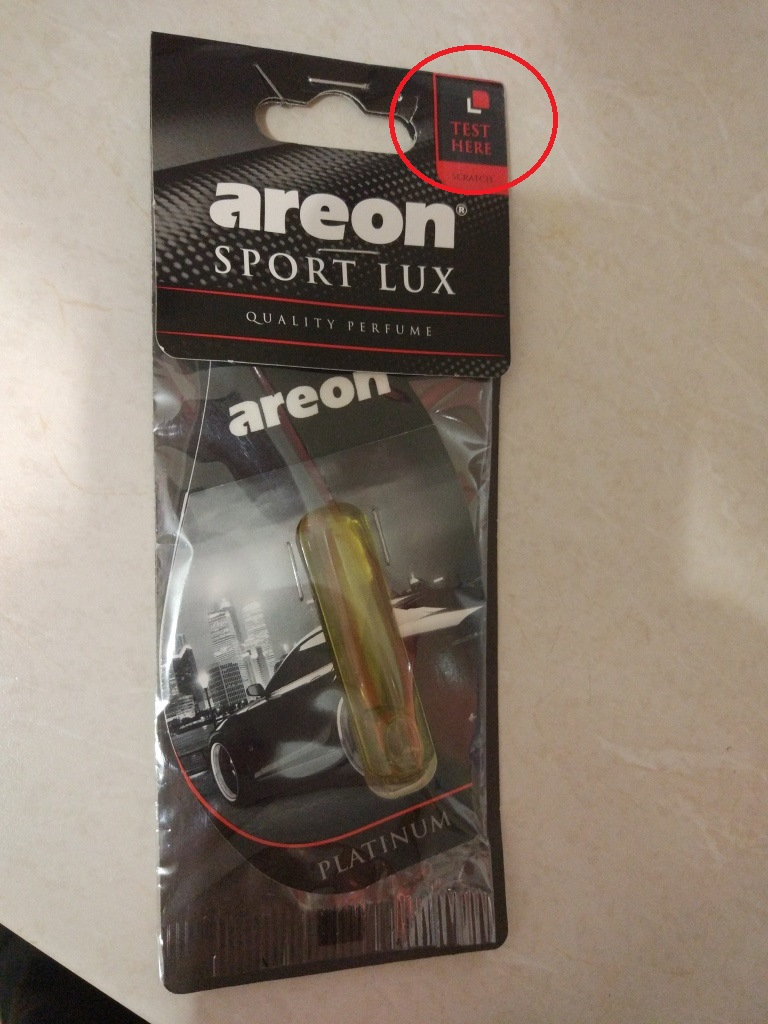 TEST
HERE
SCRATCH
areon®
SPORT LUX
QUALITY PERFUME
areon
PLATINUM